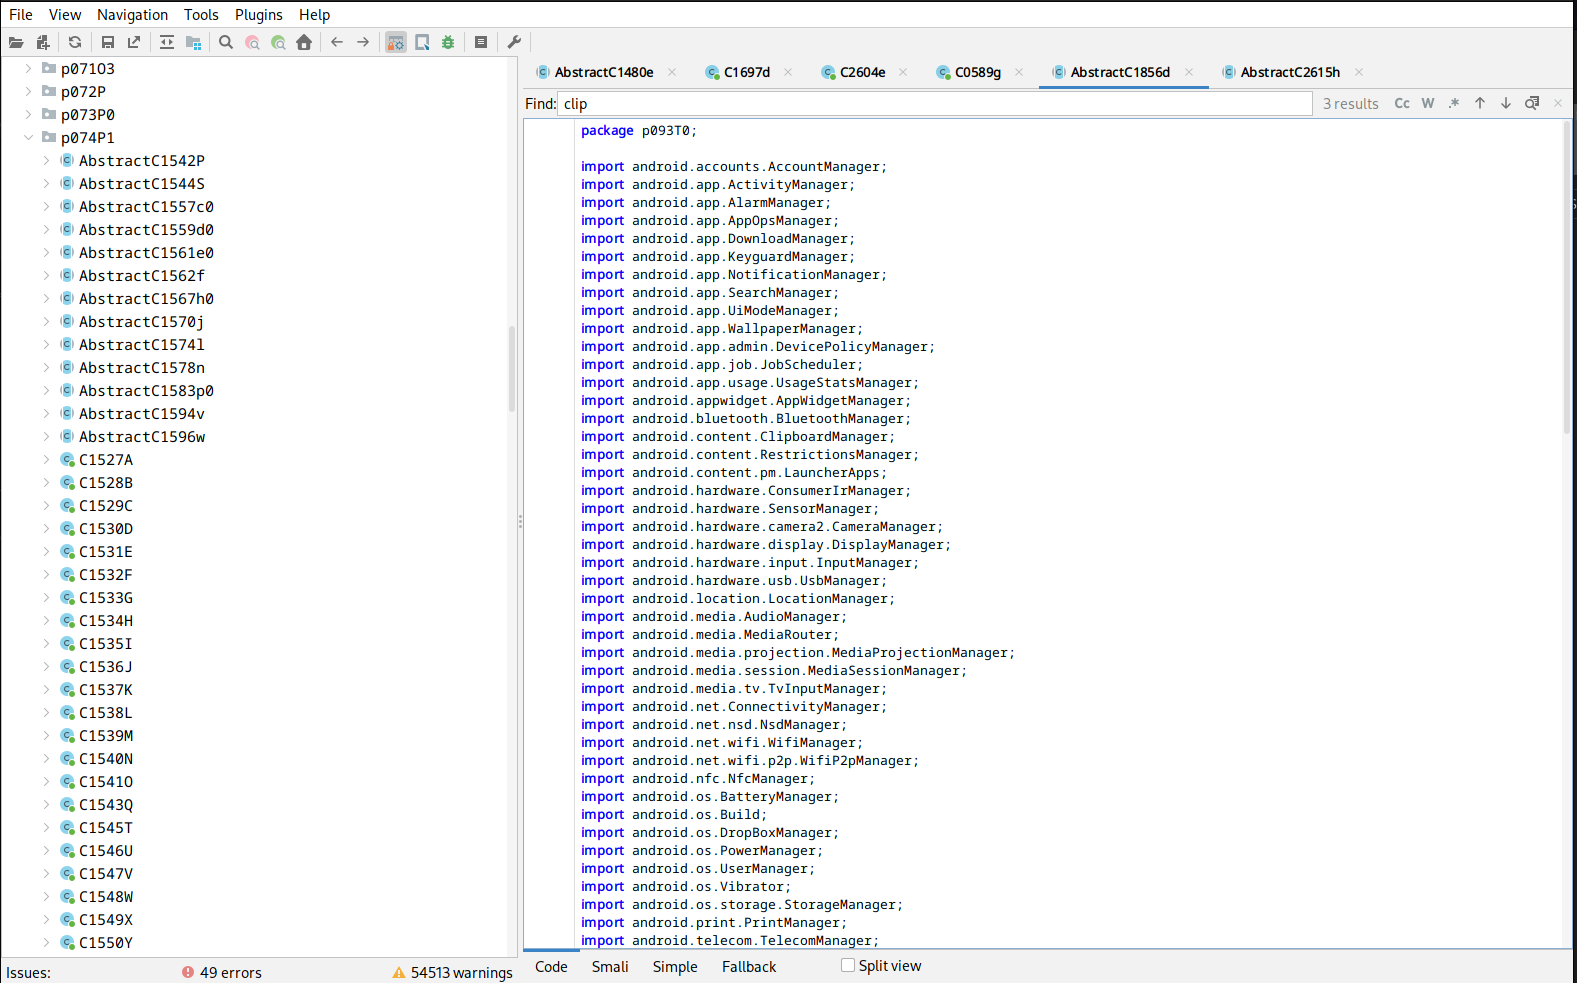 File View Navigation Tools Plugins Help
p071O3
p072P
p073P0
p074P1
AbstractC1542P
AbstractC1544S
AbstractC1557c0
AbstractC1559d0
AbstractC1561e0
AbstractC1562f
AbstractC1567h0
AbstractC1570j
AbstractC1574l
AbstractC1578n
AbstractC1583p0
AbstractC1594v
AbstractC1596w
C1527A
C1528B
C1529C
C1530D
C1531E
C1532F
C1533G
C1534H
C1535I
C1536J
C1537K
C1538L
C1539M
C1540N
C1541O
C1543Q
C1545T
C1546U
C1547V
C1548W
C1549X
C1550Y
AbstractC1480e C1697d C2604e C0589g AbstractC1856d AbstractC2615h
Find: clip 3 results Cc W .*
package p093T0;
import android.accounts.AccountManager;
import android.app.ActivityManager;
import android.app.AlarmManager;
import android.app.AppOpsManager;
import android.app.DownloadManager;
import android.app.KeyguardManager;
import android.app.NotificationManager;
import android.app.SearchManager;
import android.app.UiModeManager;
import android.app.WallpaperManager;
import android.app.admin.DevicePolicyManager;
import android.app.job.JobScheduler;
import android.app.usage.UsageStatsManager;
import android.appwidget.AppWidgetManager;
import android.bluetooth.BluetoothManager;
import android.content.ClipboardManager;
import android.content.RestrictionsManager;
import android.content.pm.LauncherApps;
import android.hardware.ConsumerIrManager;
import android.hardware.SensorManager;
import android.hardware.camera2.CameraManager;
import android.hardware.display.DisplayManager;
import android.hardware.input.InputManager;
import android.hardware.usb.UsbManager;
import android.location.LocationManager;
import android.media.AudioManager;
import android.media.MediaRouter;
import android.media.projection.MediaProjectionManager;
import android.media.session.MediaSessionManager;
import android.media.tv.TvInputManager;
import android.net.ConnectivityManager;
import android.net.nsd.NsdManager;
import android.net.wifi.WifiManager;
import android.net.wifi.p2p.WifiP2pManager;
import android.nfc.NfcManager;
import android.os.BatteryManager;
import android.os.Build;
import android.os.DropBoxManager;
import android.os.PowerManager;
import android.os.UserManager;
import android.os.Vibrator;
import android.os.storage.StorageManager;
import android.print.PrintManager;
import android.telecom.TelecomManager;
Code Smali Simple Fallback Split view
Issues: 49 errors 54513 warnings